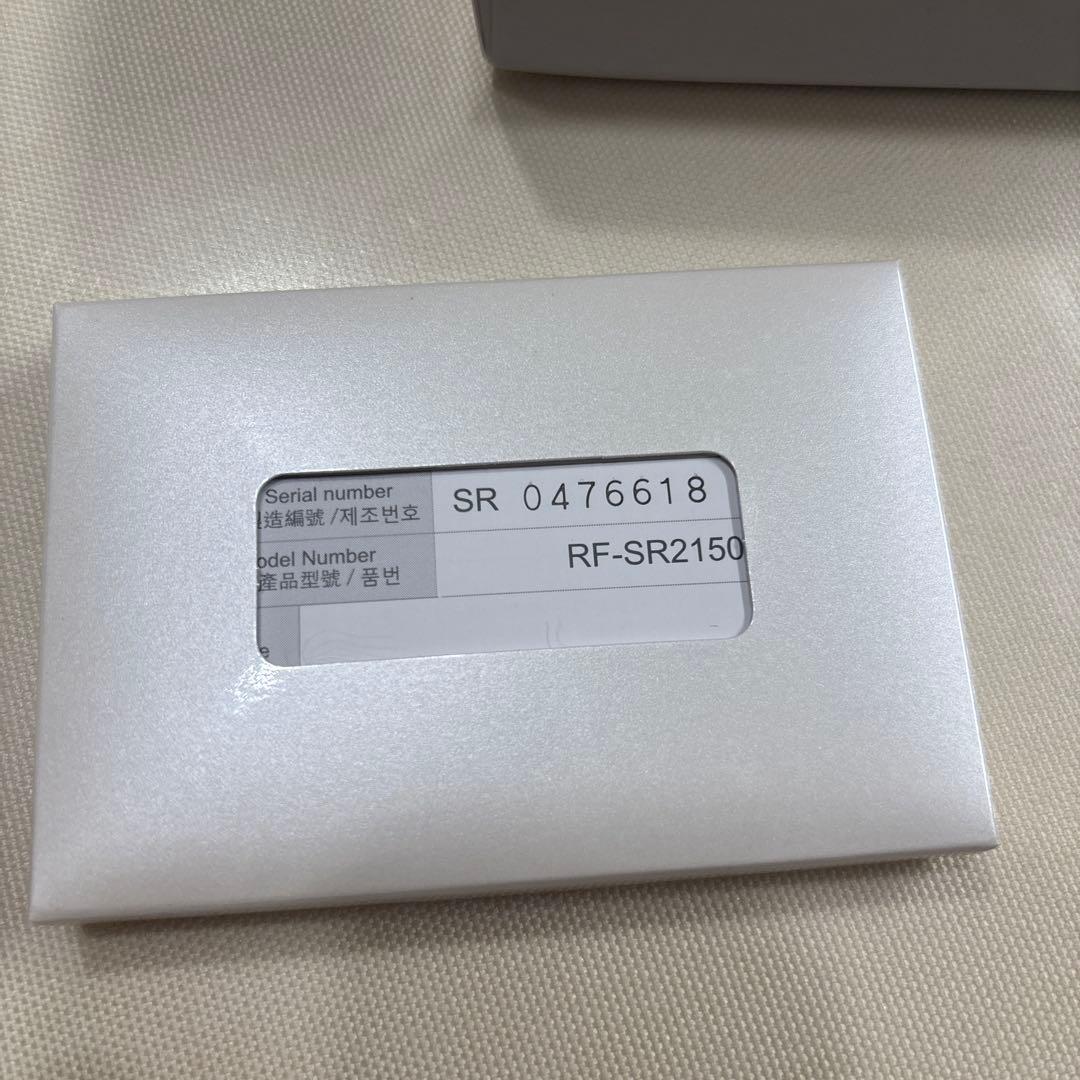 Serial number
造編號 /제조번호
SR 0476618
odel Number
產品型號 / 품번
RF-SR2150
e